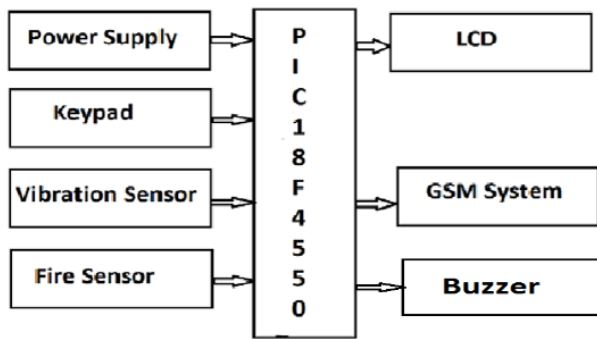 Power Supply
Keypad
Vibration Sensor
Fire Sensor
P
I
C
1
8
F
4
5
5
0
LCD
GSM System
Buzzer